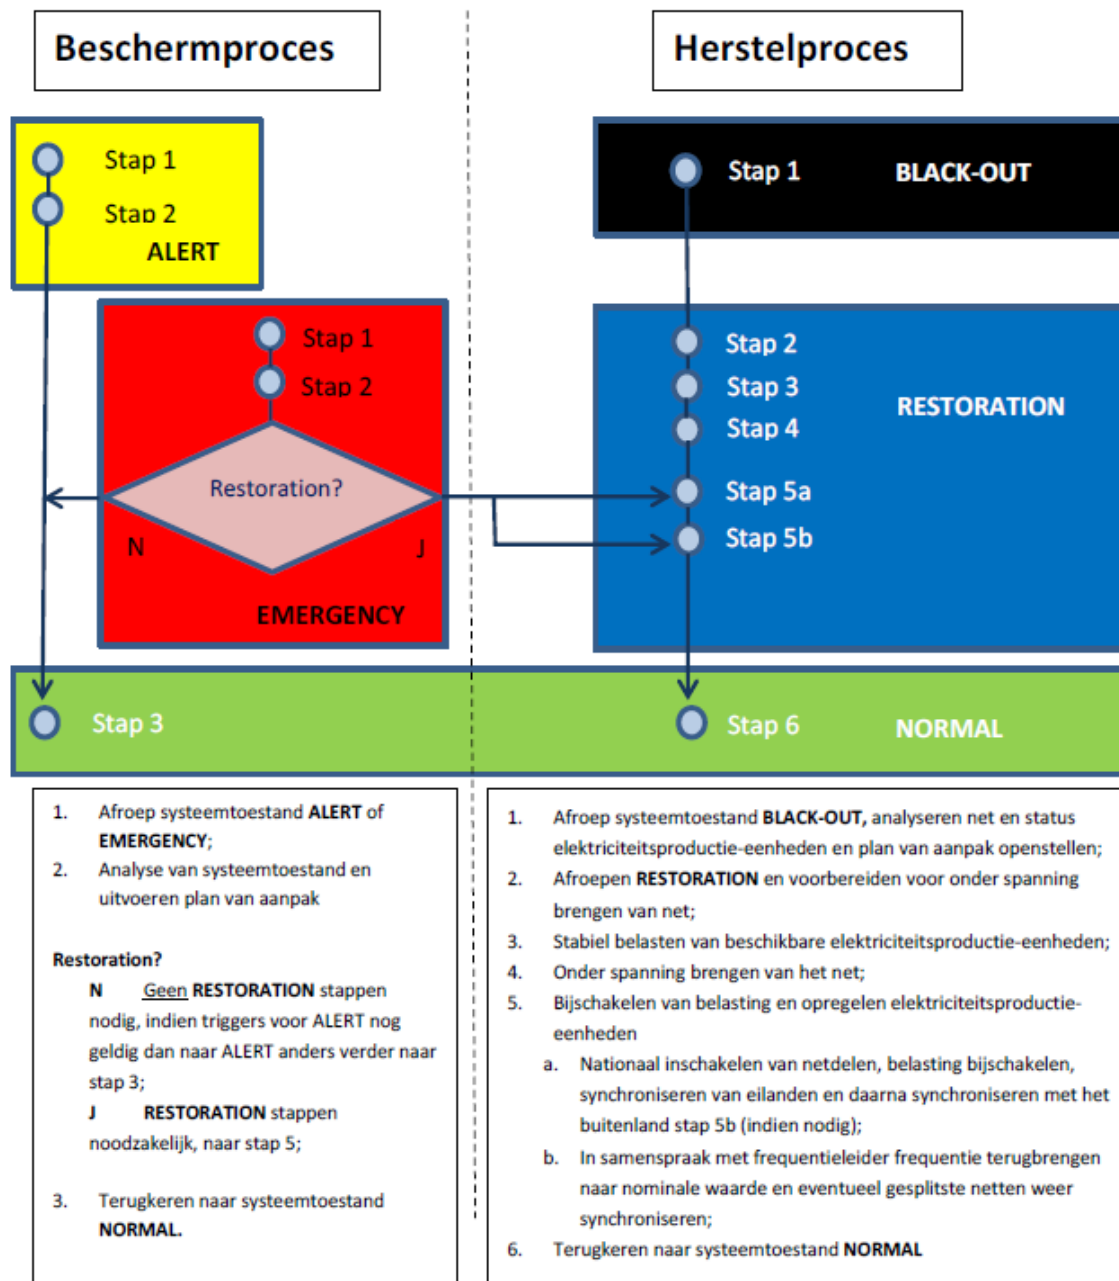 Beschermproces
Herstelproces
Stap 1
Stap 2
ALERT
Stap 1
BLACK-OUT
Stap 1
Stap 2
Restoration?
N
J
EMERGENCY
Stap 2
Stap 3
Stap 4
RESTORATION
Stap 5a
Stap 5b
Stap 3
Stap 6
NORMAL
1. Afroep systeemtoestand ALERT of
EMERGENCY;
2. Analyse van systeemtoestand en
uitvoeren plan van aanpak
Restoration?
N Geen RESTORATION stappen
nodig, indien triggers voor ALERT nog
geldig dan naar ALERT anders verder naar
stap 3;
J RESTORATION stappen
noodzakelijk, naar stap 5;
3. Terugkeren naar systeemtoestand
NORMAL.
1. Afroep systeemtoestand BLACK-OUT, analyseren net en status
elektriciteitsproductie-eenheden en plan van aanpak openstellen;
2. Afroepen RESTORATION en voorbereiden voor onder spanning
brengen van net;
3. Stabiel belasten van beschikbare elektriciteitsproductie-eenheden;
4. Onder spanning brengen van het net;
5. Bijschakelen van belasting en opregelen elektriciteitsproductie-
eenheden
a. Nationaal inschakelen van netdelen, belasting bijschakelen,
synchroniseren van eilanden en daarna synchroniseren met het
buitenland stap 5b (indien nodig);
b. In samenspraak met frequentieleider frequentie terugbrengen
naar nominale waarde en eventueel gesplitste netten weer
synchroniseren;
6. Terugkeren naar systeemtoestand NORMAL